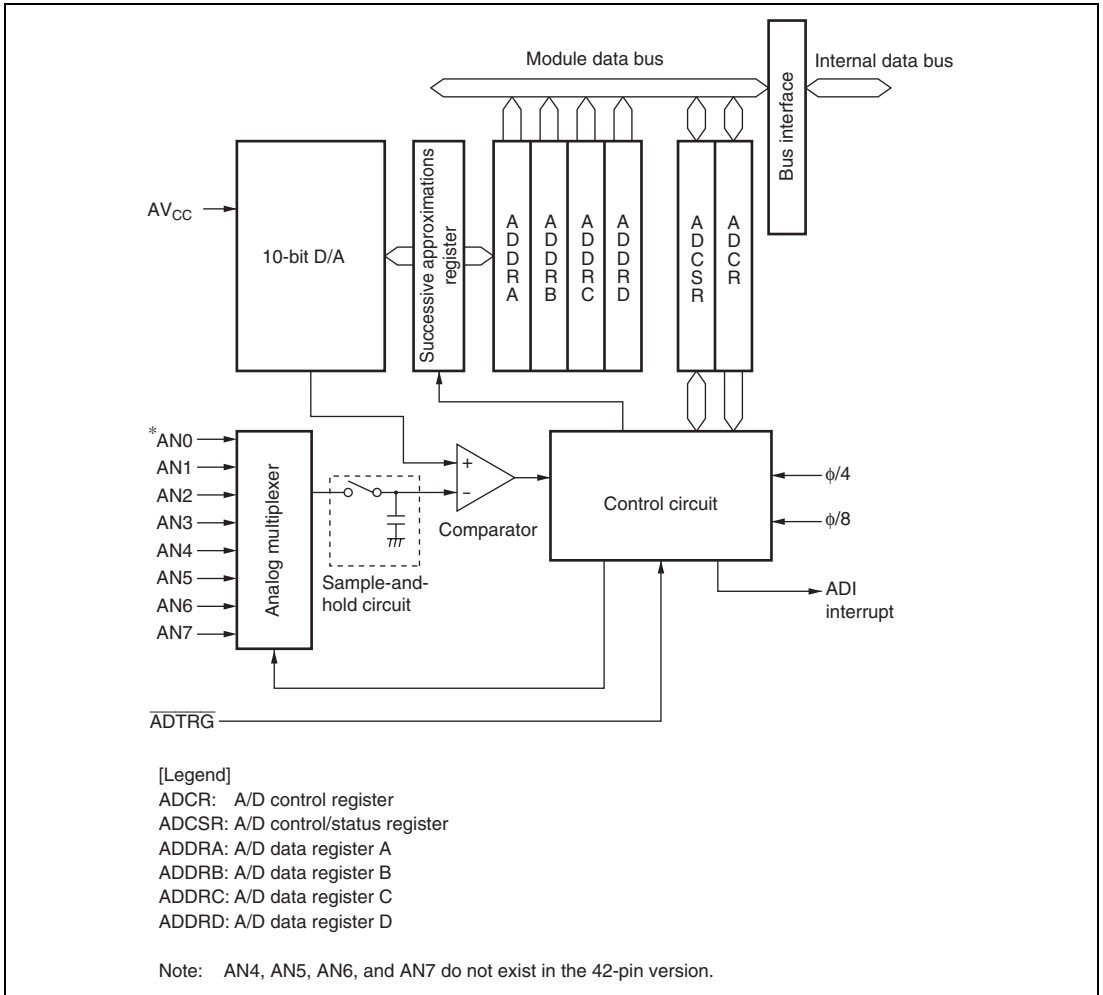 Module data bus
Internal data bus
Bus interface
AVCC
10-bit D/A
Successive approximations
register
ADDRA
ADDRB
ADDRC
ADDRD
ADCSR
ADCR
*AN0
AN1
AN2
AN3
AN4
AN5
AN6
AN7
Analog multiplexer
+
−
Comparator
Sample-and-
hold circuit
Control circuit
ϕ/4
ϕ/8
ADI
interrupt
ADTRG
[Legend]
ADCR: A/D control register
ADCSR: A/D control/status register
ADDRA: A/D data register A
ADDRB: A/D data register B
ADDRC: A/D data register C
ADDRD: A/D data register D
Note: AN4, AN5, AN6, and AN7 do not exist in the 42-pin version.